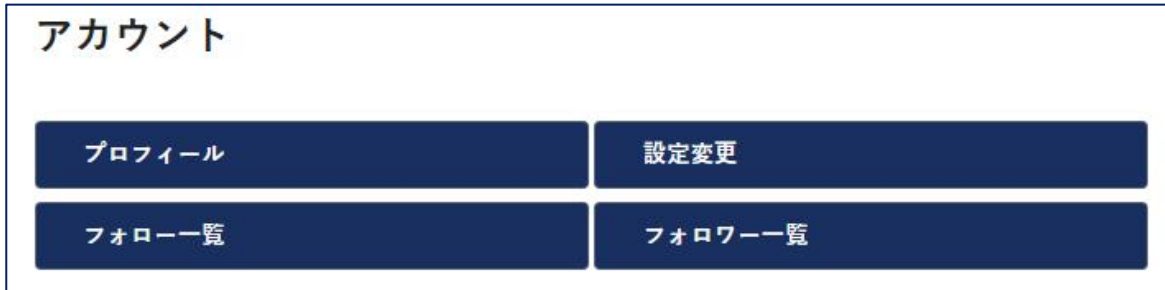 アカウント
プロフィール
設定変更
フォロー一覧
フォロワー一覧